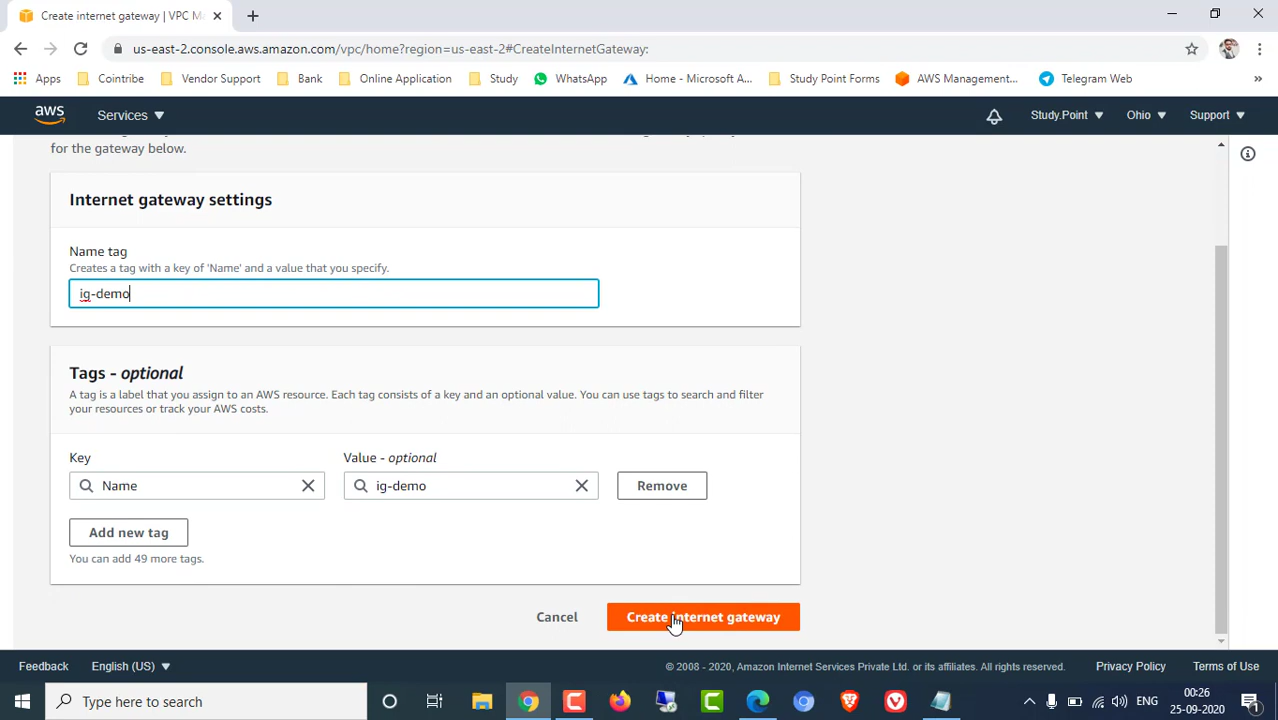 Create internet gateway | VPC Ma
us-east-2.console.aws.amazon.com/vpc/home?region=us-east-2#CreateInternetGateway:
Apps Cointribe Vendor Support Bank Online Application Study WhatsApp Home - Microsoft A... Study Point Forms AWS Management... Telegram Web »
aws Services Study.Point Ohio Support
for the gateway below.
Internet gateway settings
Name tag
Creates a tag with a key of 'Name' and a value that you specify.
ig-demo
Tags - optional
A tag is a label that you assign to an AWS resource. Each tag consists of a key and an optional value. You can use tags to search and filter
your resources or track your AWS costs.
Key Value - optional
Name ig-demo Remove
Add new tag
You can add 49 more tags.
Cancel Create internet gateway
Feedback English (US) © 2008 - 2020, Amazon Internet Services Private Ltd. or its affiliates. All rights reserved. Privacy Policy Terms of Use
Type here to search ENG 00:26
25-09-2020 1